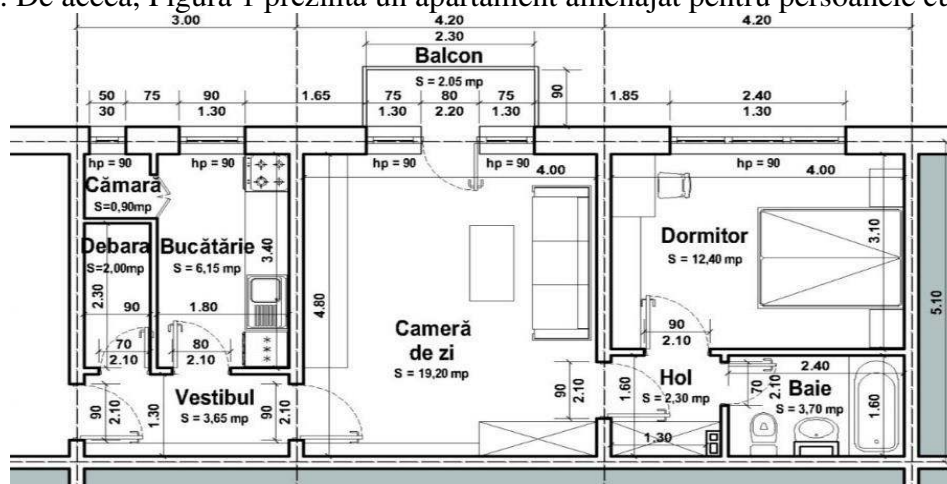 . De aceea, Figura 1 prezintă un apartament amenajat pentru persoanele cu
3.00 4.20 4.20
2.30
Balcon
S = 2.05 mp
90
50 75 90 1.65 75 80 75 1.85 2.40
30 1.30 1.30 2.20 1.30 1.30
hp = 90 hp = 90 hp = 90 hp = 90 hp = 90
4.00 4.00
Cămară
S=0,90mp
Debara
S=2,00mp
2.30
90
70
2.10
Bucătărie
S = 6,15 mp
3.40
1.80
80
2.10
4.80
Cameră
de zi
S = 19,20 mp
Dormitor
S = 12,40 mp
3.10
90
2.10
5.10
90
2.10
1.30
Vestibul
S = 3,65 mp
90
2.10
90
2.10
1.60
Hol
S = 2,30 mp
1.30
70
2.10
2.40
Baie
S = 3,70 mp
1.60